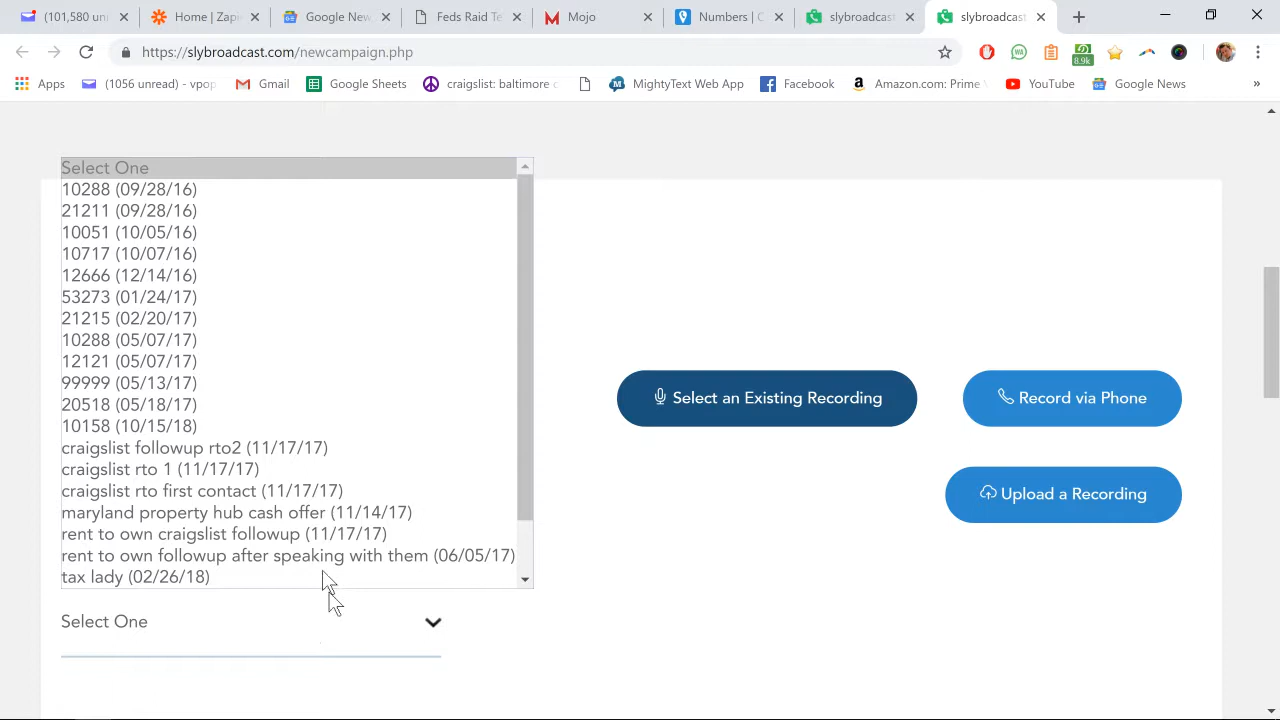 (101,580 un
Home | Zapi
Google New
Feds Raid Te
Mojo
Numbers | C
slybroadcast
slybroadcast
https://slybroadcast.com/newcampaign.php
8.9k
Apps
(1056 unread) - vpop
Gmail
Google Sheets
craigslist: baltimore c
MightyText Web App
Facebook
Amazon.com: Prime
YouTube
Google News
»
Select One
10288 (09/28/16)
21211 (09/28/16)
10051 (10/05/16)
10717 (10/07/16)
12666 (12/14/16)
53273 (01/24/17)
21215 (02/20/17)
10288 (05/07/17)
12121 (05/07/17)
99999 (05/13/17)
20518 (05/18/17)
10158 (10/15/18)
craigslist followup rto2 (11/17/17)
craigslist rto 1 (11/17/17)
craigslist rto first contact (11/17/17)
maryland property hub cash offer (11/14/17)
rent to own craigslist followup (11/17/17)
rent to own followup after speaking with them (06/05/17)
tax lady (02/26/18)
Select One
Select an Existing Recording
Record via Phone
Upload a Recording